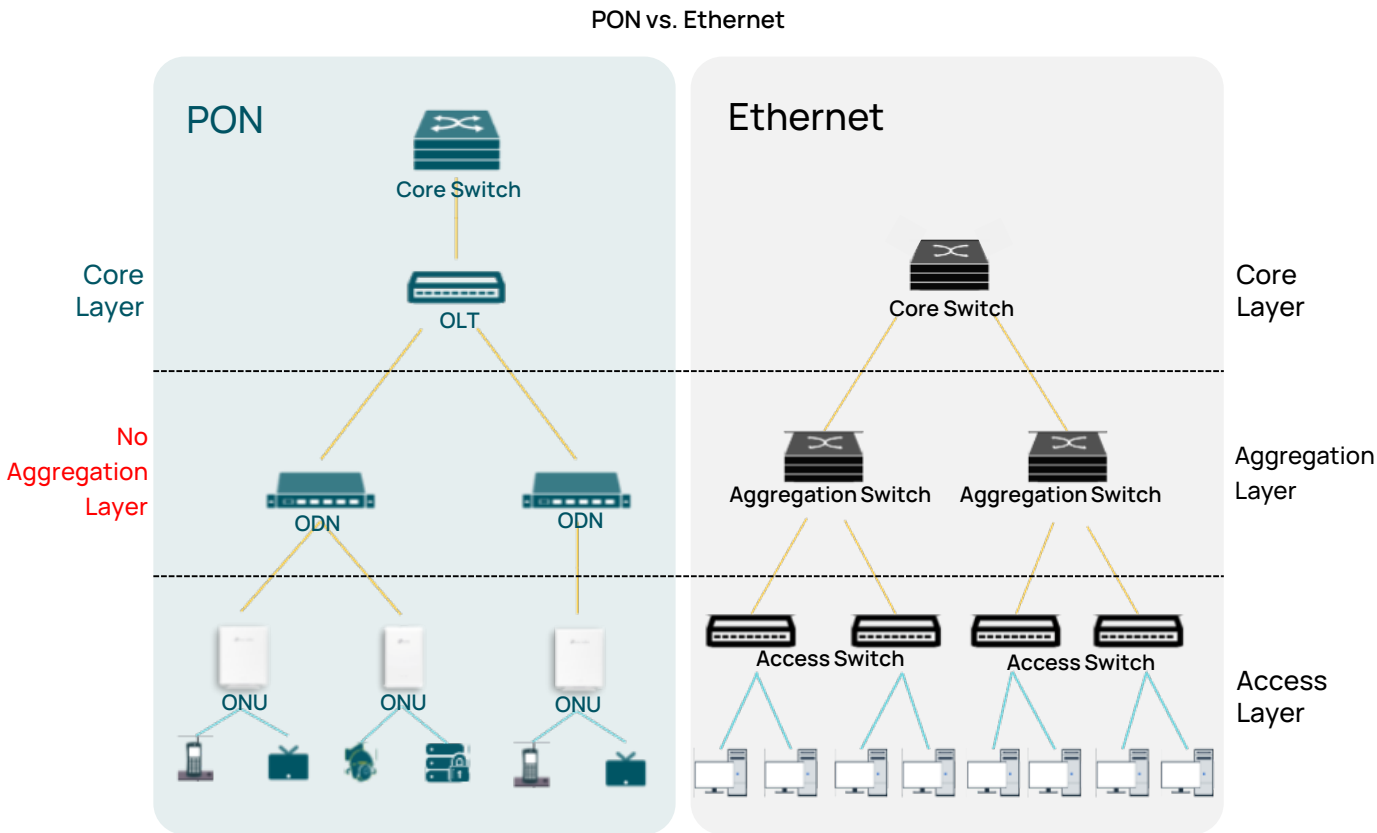 PON vs. Ethernet
PON
Core Switch
OLT
Core
Layer
No
Aggregation
Layer
ODN
ODN
ONU
ONU
ONU
Ethernet
Core Switch
Core
Layer
Aggregation Switch
Aggregation Switch
Aggregation
Layer
Access Switch
Access Switch
Access
Layer